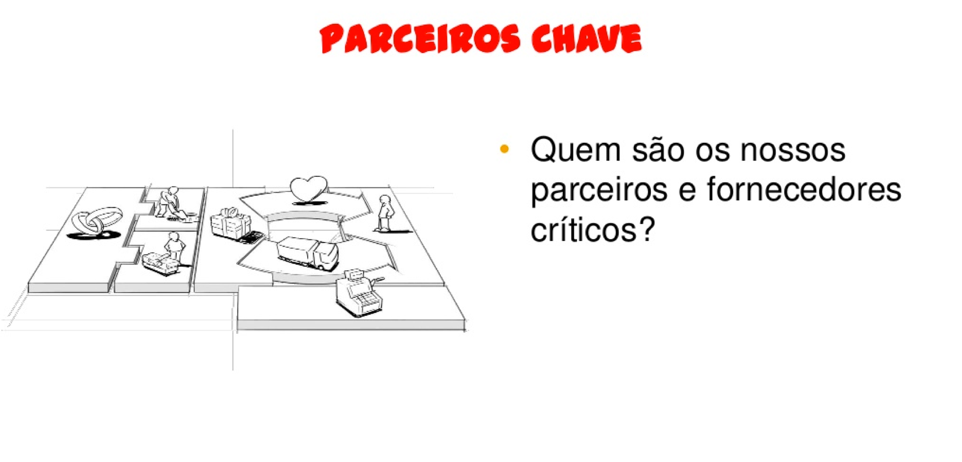 PARCEIROS CHAVE
• Quem são os nossos
parceiros e fornecedores
críticos?